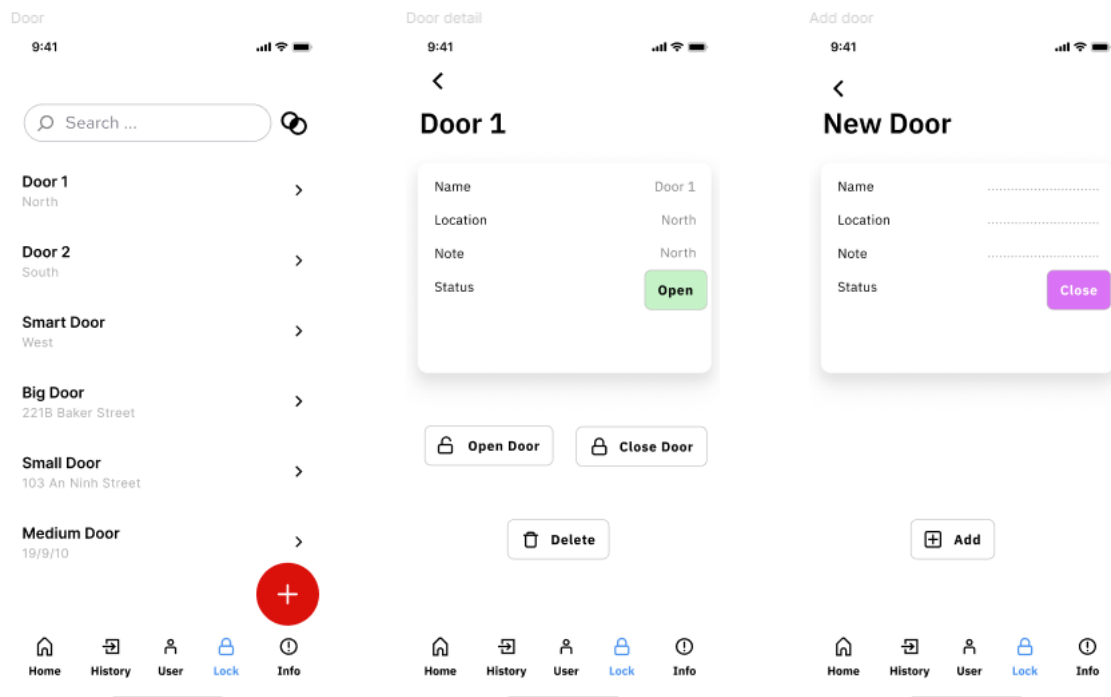 Door
9:41
Search ...
Door 1
North
Door 2
South
Smart Door
West
Big Door
221B Baker Street
Small Door
103 An Ninh Street
Medium Door
19/9/10
Home History User Lock Info
Door detail
9:41
Door 1
Name Door 1
Location North
Note North
Status Open
Open Door Close Door
Delete
Home History User Lock Info
Add door
9:41
New Door
Name
Location
Note
Status Close
Add
Home History User Lock Info